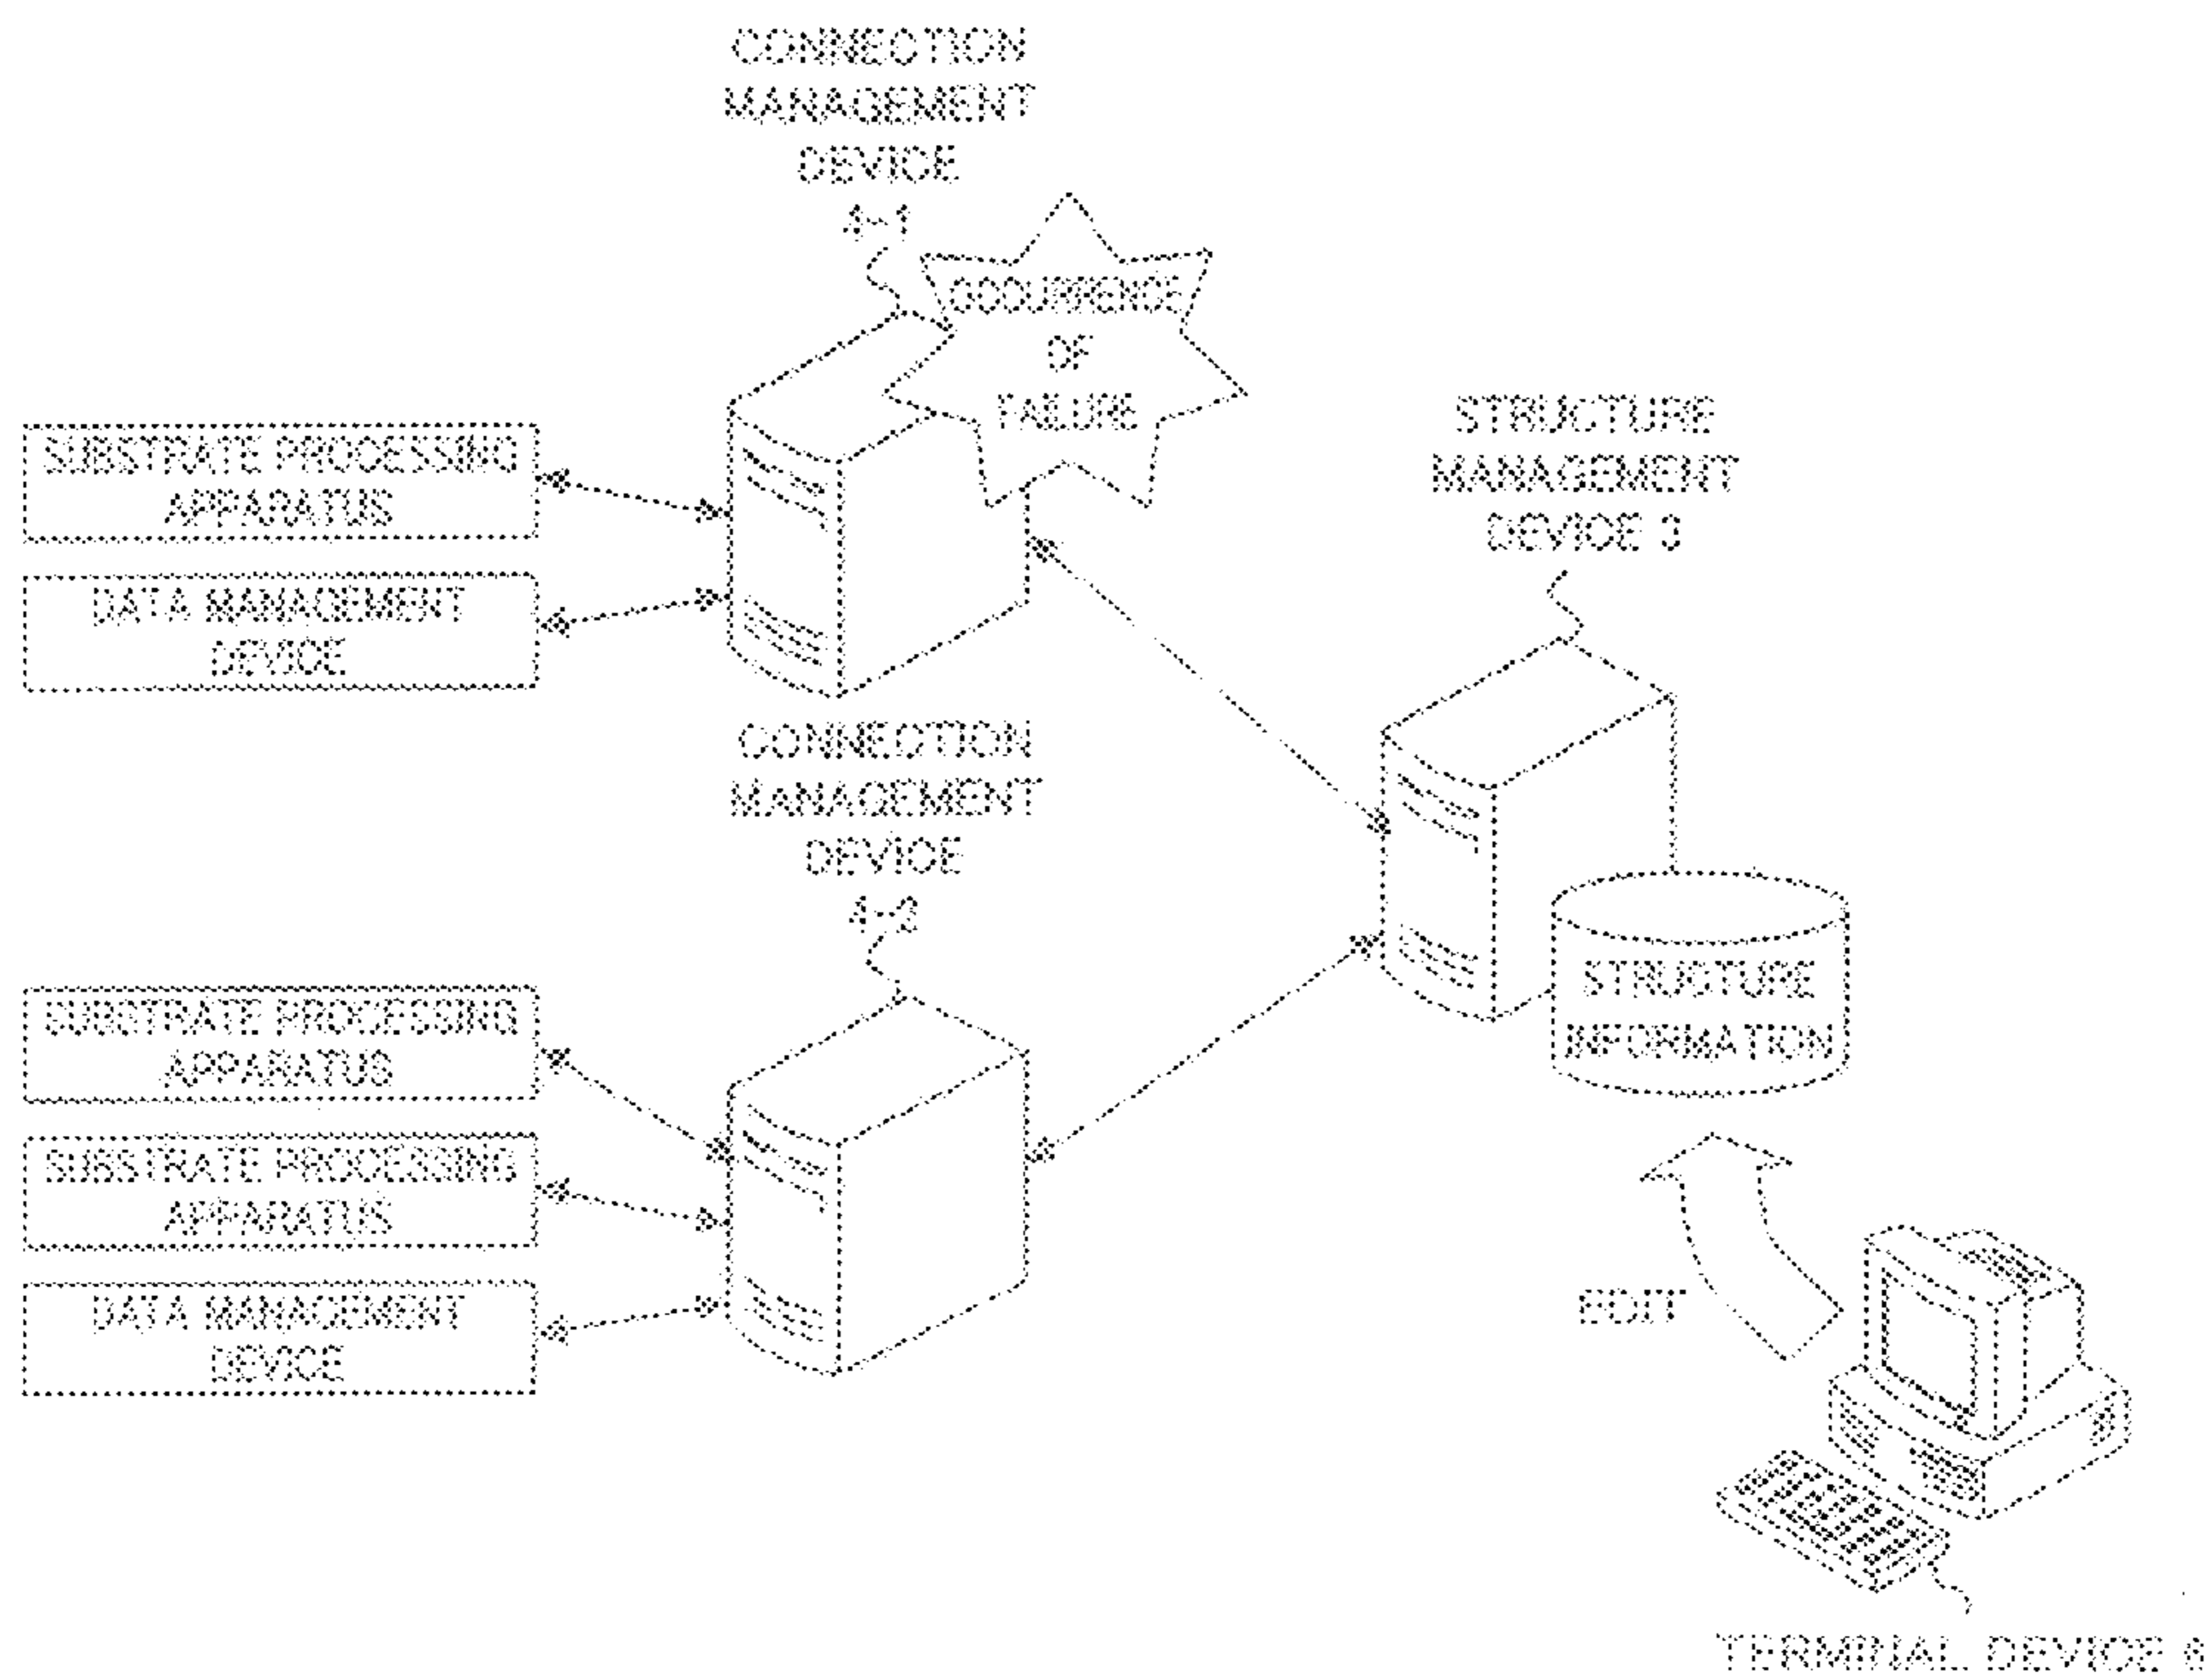 CONNECTION
MANAGEMENT
DEVICE
4-1
OCCURRENCE
OF
FAILURE
SUBSTRATE PROCESSING
APPARATUS
DATA MANAGEMENT
DEVICE
STRUCTURE
MANAGEMENT
DEVICE 3
CONNECTION
MANAGEMENT
DEVICE
4-2
STRUCTURE
INFORMATION
SUBSTRATE PROCESSING
APPARATUS
SUBSTRATE PROCESSING
APPARATUS
DATA MANAGEMENT
DEVICE
EDIT
TERMINAL DEVICE